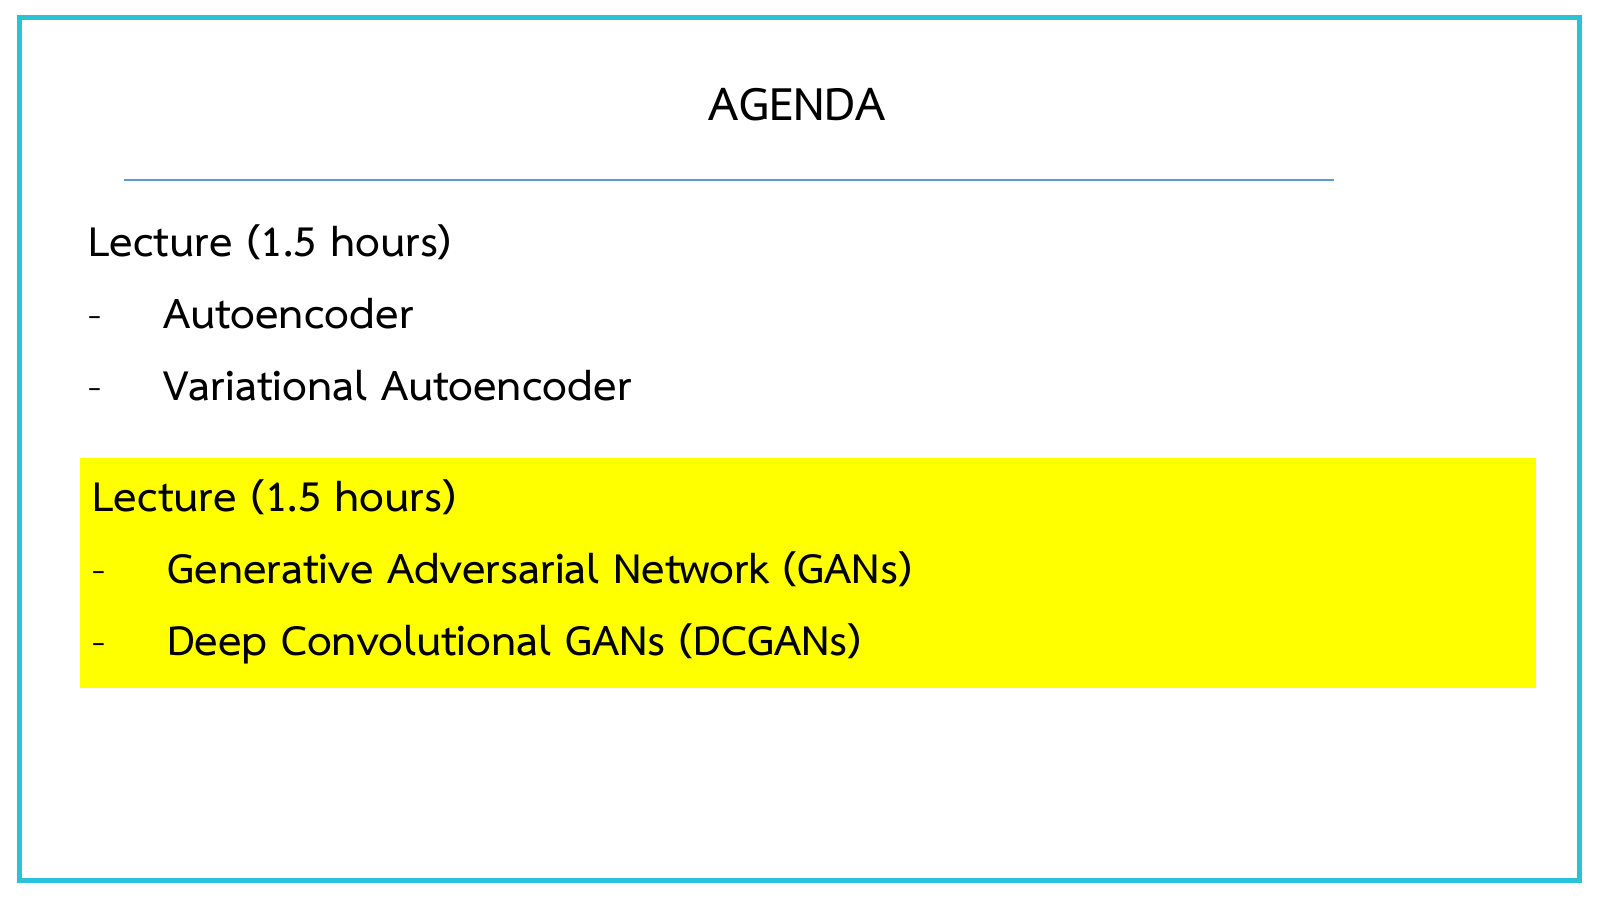 AGENDA
Lecture (1.5 hours)
- Autoencoder
- Variational Autoencoder
Lecture (1.5 hours)
- Generative Adversarial Network (GANs)
- Deep Convolutional GANs (DCGANs)